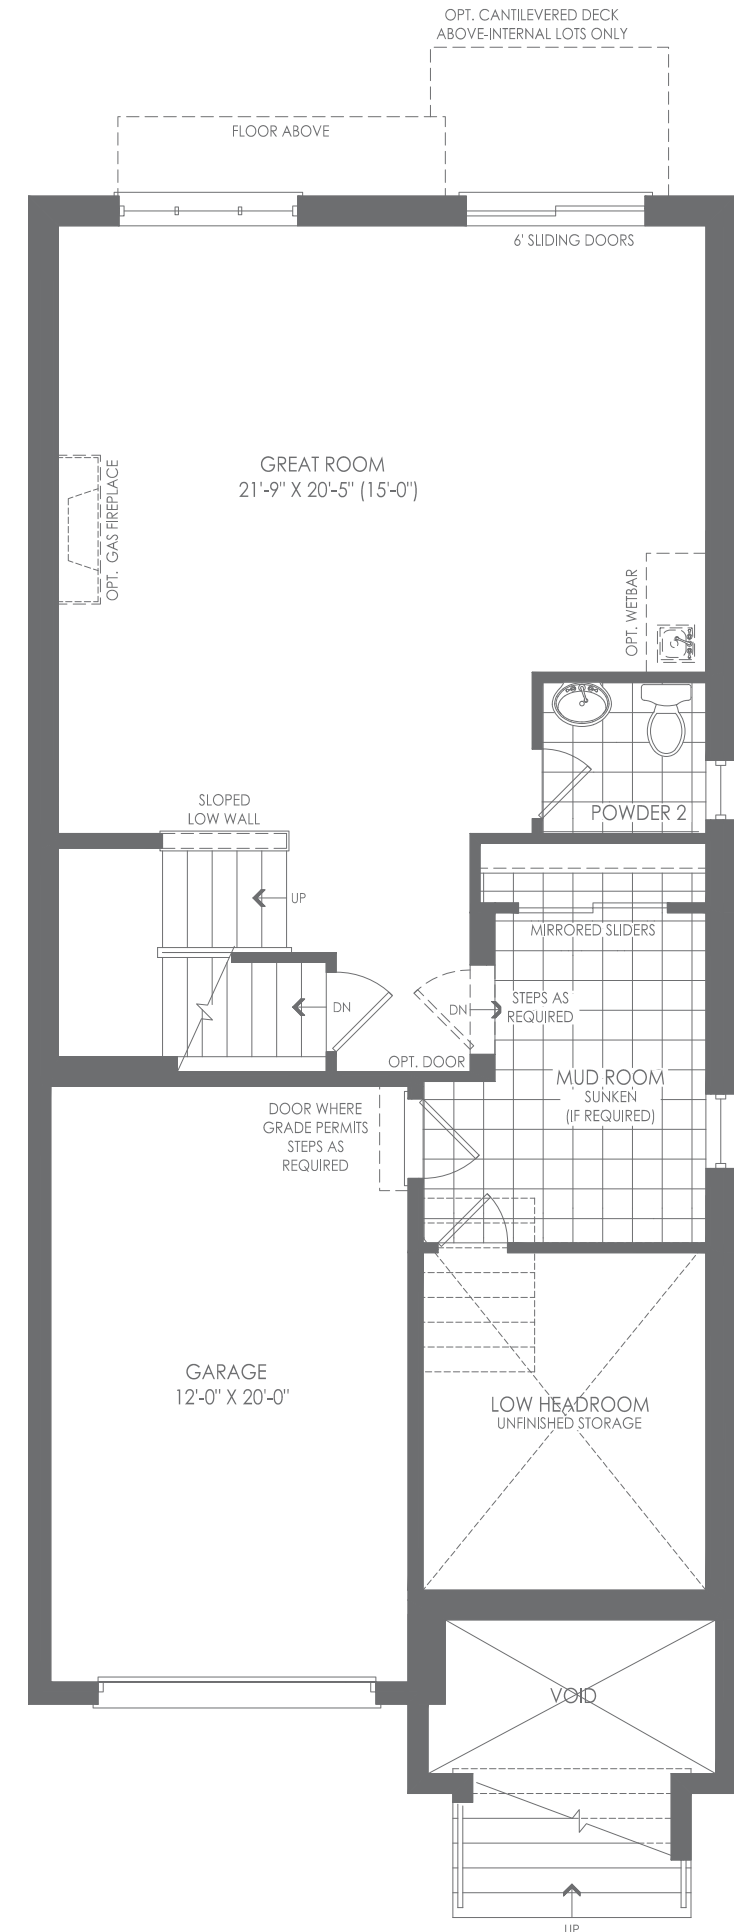 OPT. CANTILEVERED DECK
ABOVE-INTERNAL LOTS ONLY
FLOOR ABOVE
6' SLIDING DOORS
GREAT ROOM
21'-9" X 20'-5" (15'-0")
OPT. GAS FIREPLACE
OPT. WETBAR
SLOPED
LOW WALL
POWDER 2
UP
MIRRORED SLIDERS
DN
DN
STEPS AS
REQUIRED
OPT. DOOR
MUD ROOM
SUNKEN
(IF REQUIRED)
DOOR WHERE
GRADE PERMITS
STEPS AS
REQUIRED
GARAGE
12'-0" X 20'-0"
LOW HEADROOM
UNFINISHED STORAGE
VOID
UP